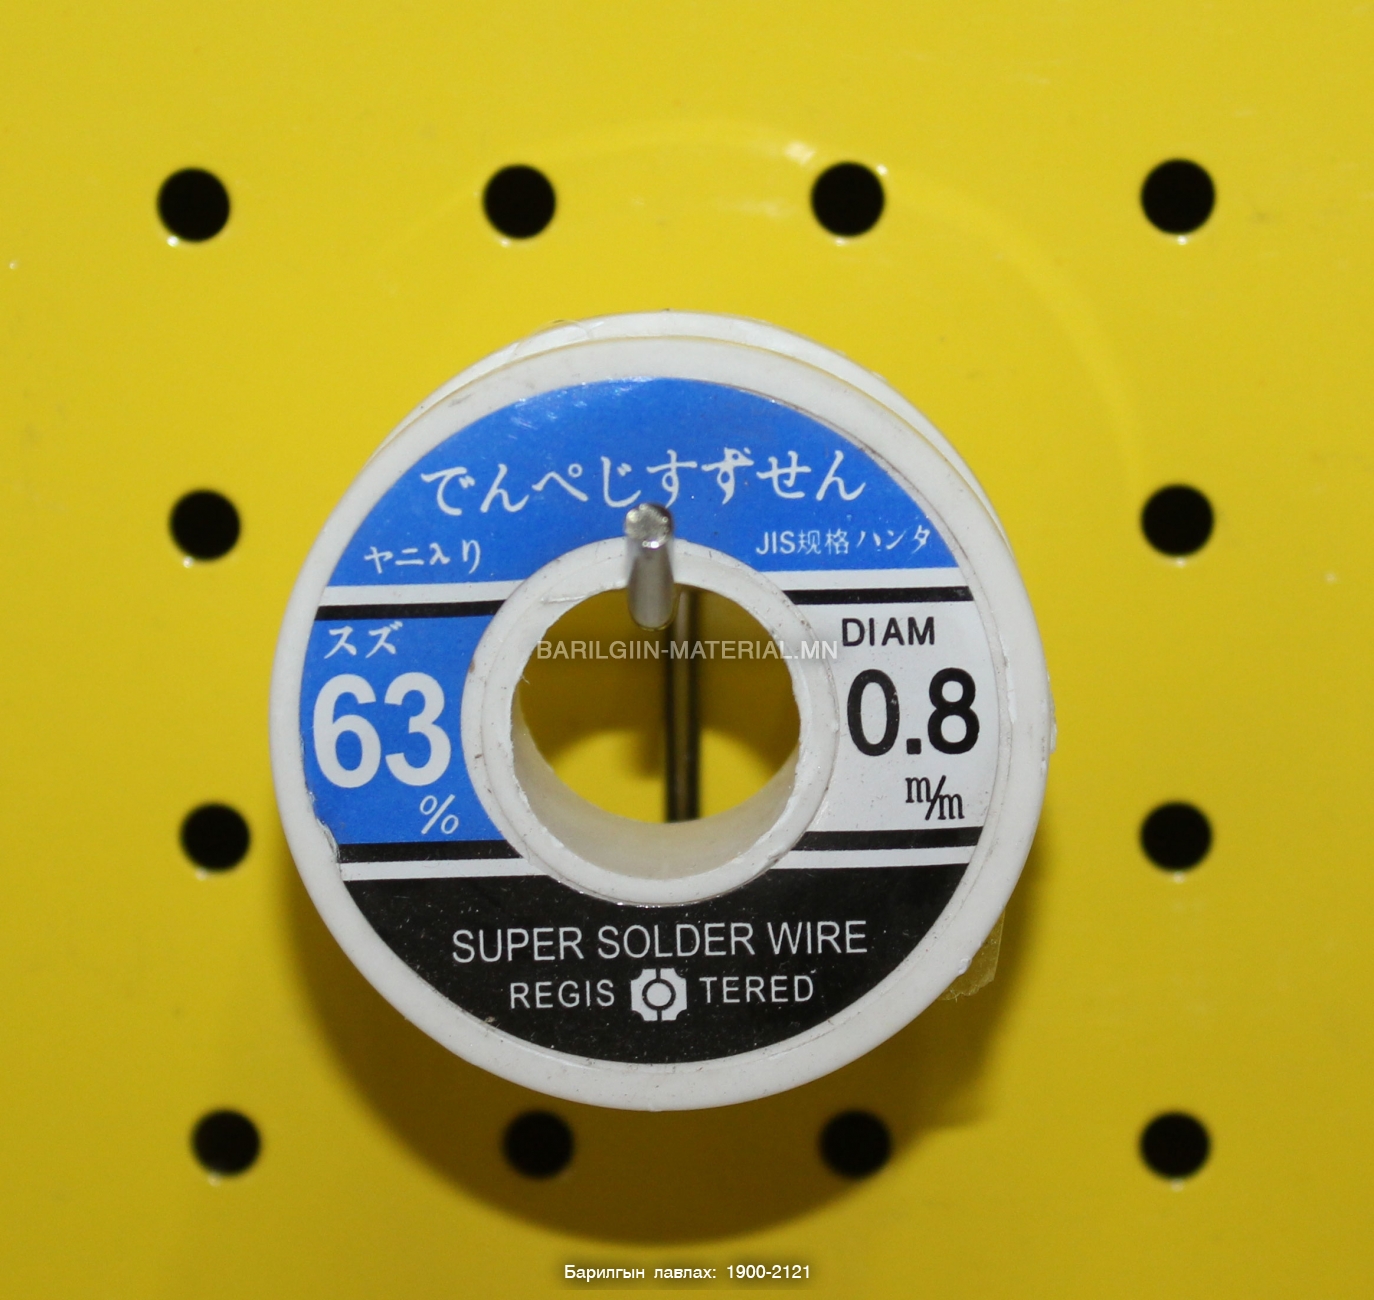 でんぺじすずせん
ヤニ入り
JIS规格ハンタ
スズ
63
%
BARILGIIN-MATERIAL.MN
DIAM
0.8
m/m
SUPER SOLDER WIRE
REGIS TERED
Барилгын лавлах: 1900-2121